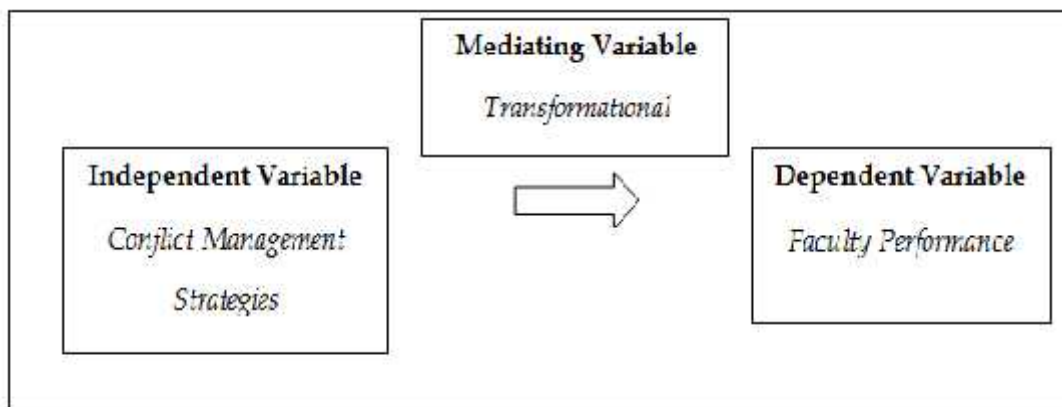 Mediating Variable
Transformational
Independent Variable
Conflict Management
Strategies
Dependent Variable
Faculty Performance